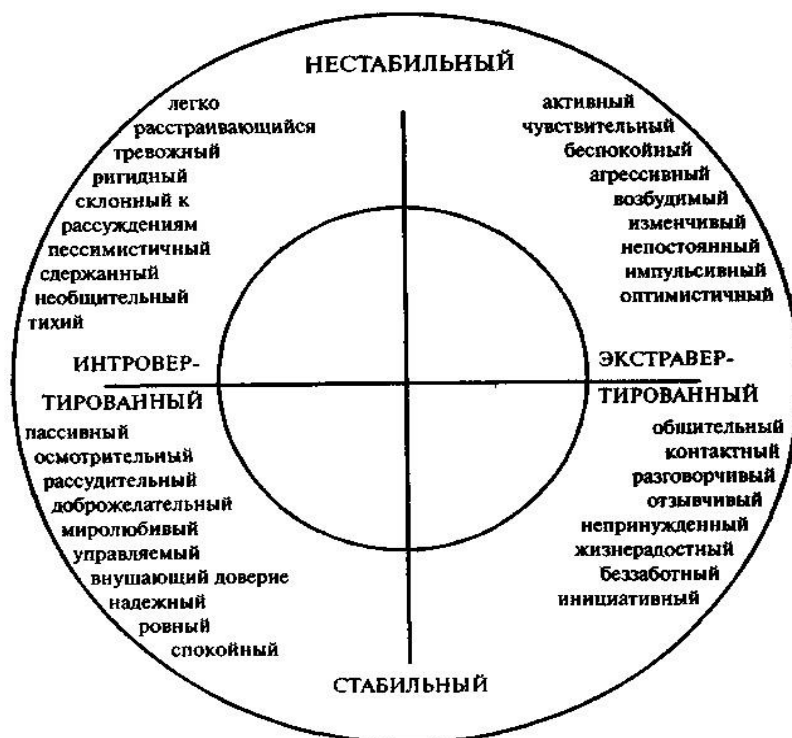 НЕСТАБИЛЬНЫЙ
легко
расстраивающийся
тревожный
ригидный
склонный к
рассуждениям
пессимистичный
сдержанный
необщительный
тихий
активный
чувствительный
беспокойный
агрессивный
возбудимый
изменчивый
непостоянный
импульсивный
оптимистичный
ИНТРОВЕР-
ТИРОВАННЫЙ
ЭКСТРАВЕР-
ТИРОВАННЫЙ
пассивный
осмотрительный
рассудительный
доброжелательный
миролюбивый
управляемый
внушающий доверие
надежный
ровный
спокойный
общительный
контактный
разговорчивый
отзывчивый
непринужденный
жизнерадостный
беззаботный
инициативный
СТАБИЛЬНЫЙ